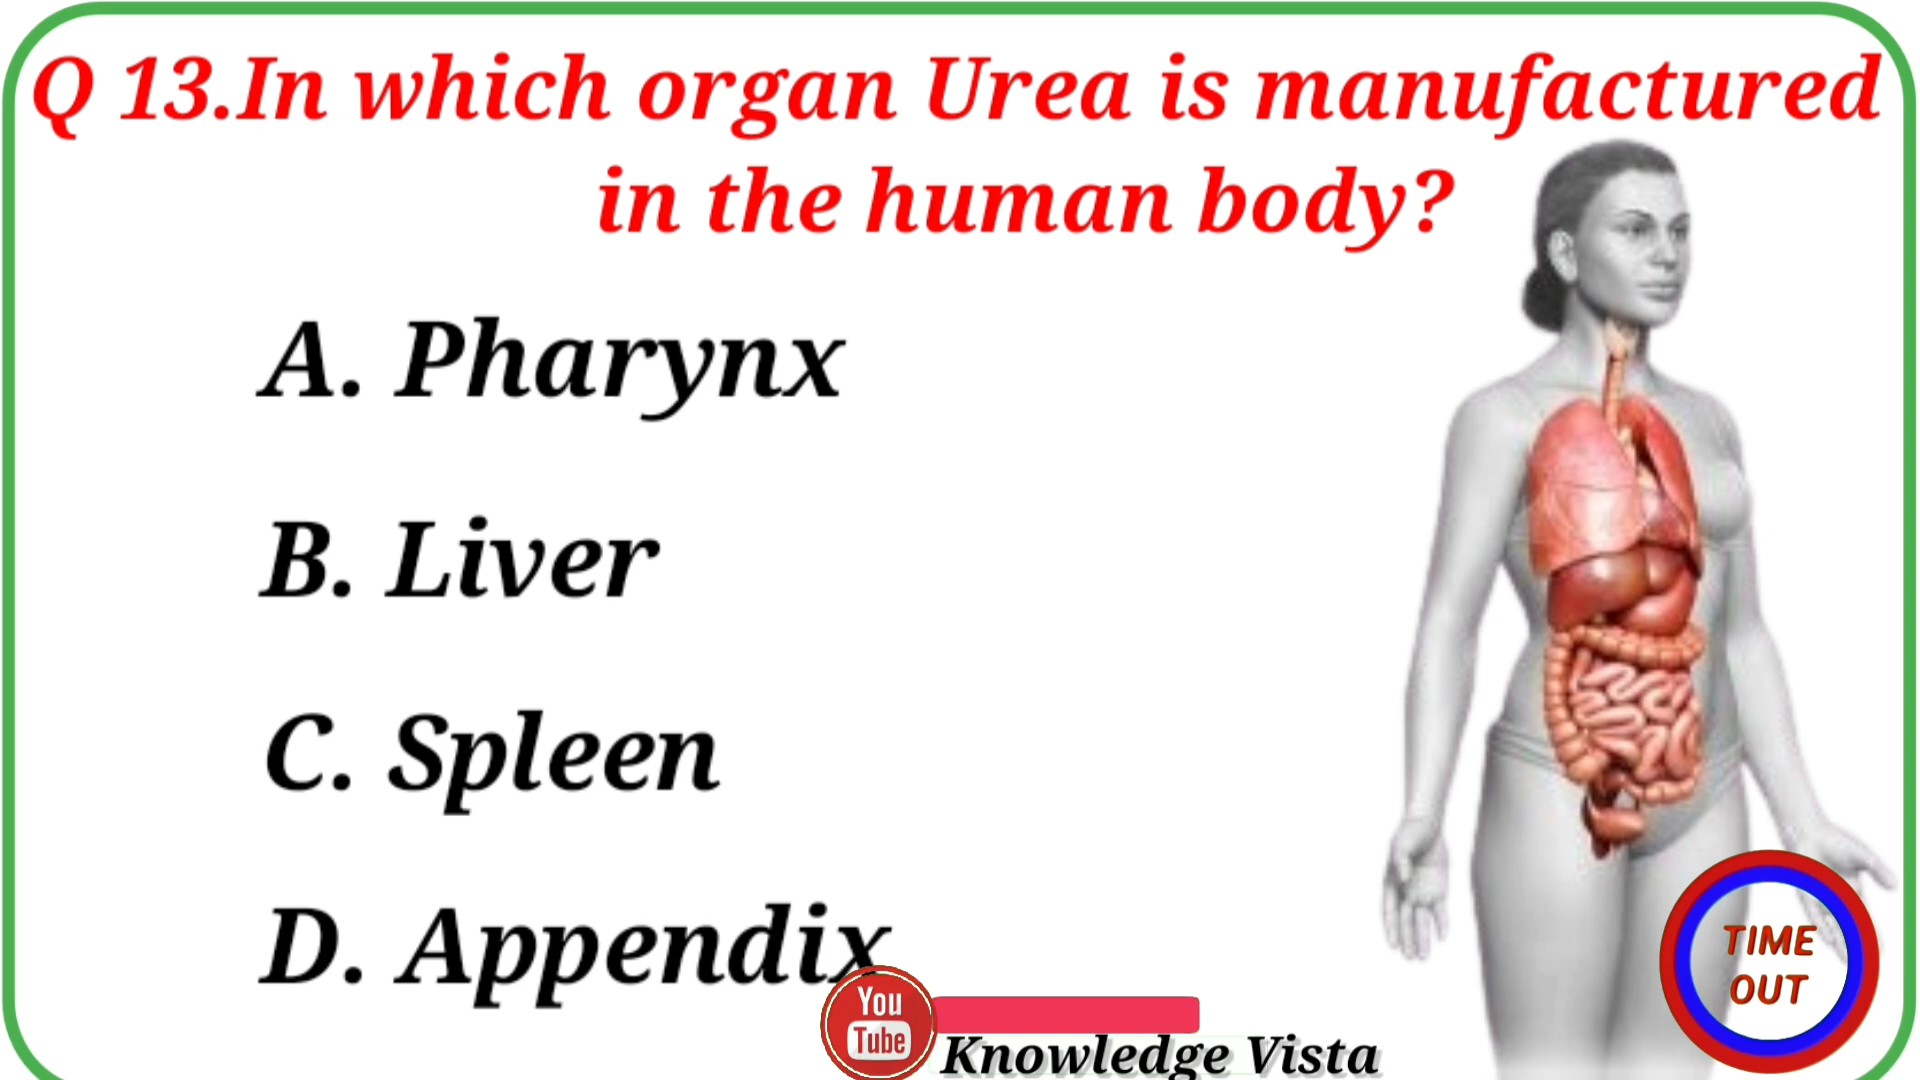 Q 13.In which organ Urea is manufactured
in the human body?
A. Pharynx
B. Liver
C. Spleen
D. Appendix
TIME
OUT
You
Tube
Knowledge Vista